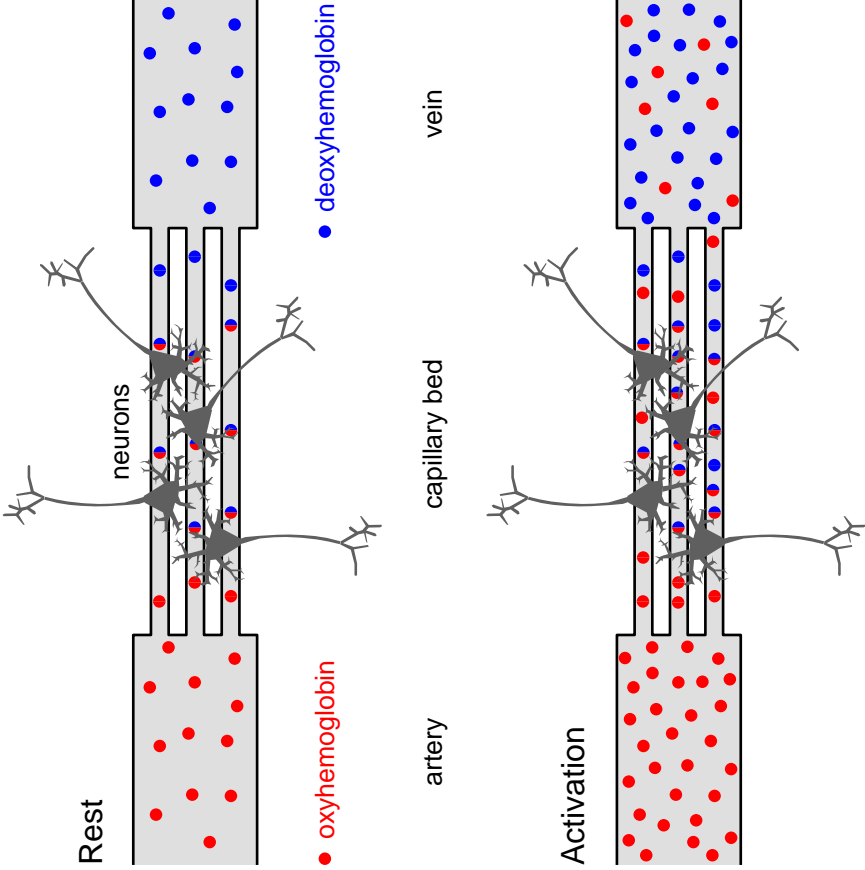 Rest
neurons
oxyhemoglobin
deoxyhemoglobin
artery
capillary bed
vein
Activation